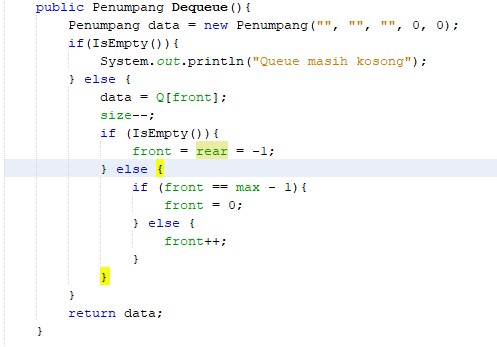 public Penumpang Dequeue(){
    Penumpang data = new Penumpang("", "", "", 0, 0);
    if(IsEmpty()){
        System.out.println("Queue masih kosong");
    } else {
        data = Q[front];
        size--;
        if (IsEmpty()){
            front = rear = -1;
        } else {
            if (front == max - 1){
                front = 0;
            } else {
                front++;
            }
        }
    }
    return data;
}